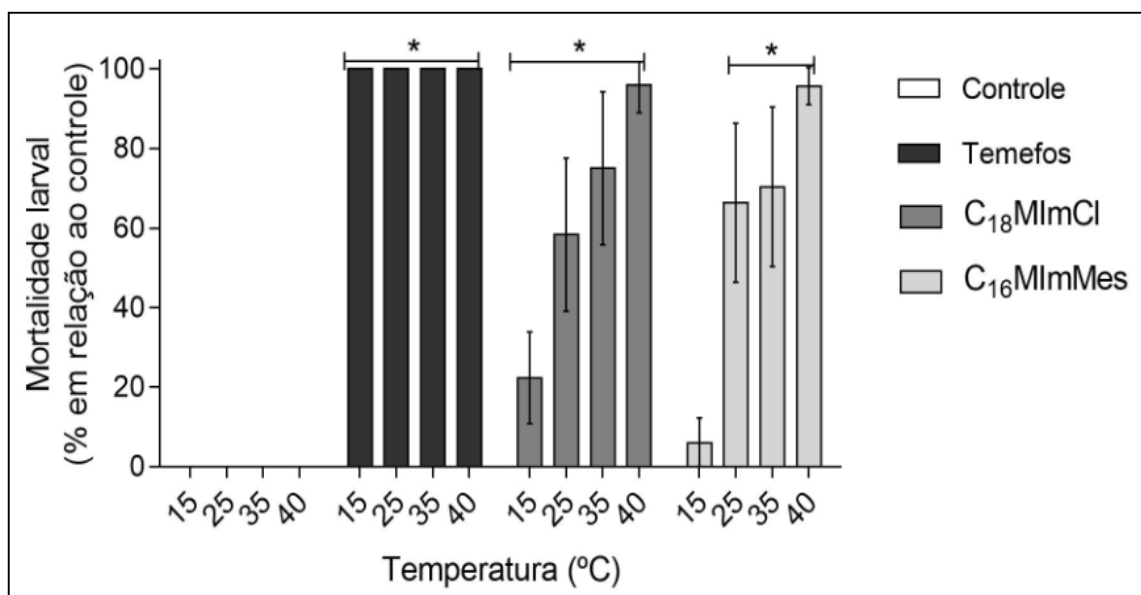 Mortalidade larval
(% em relação ao controle)
100
80
60
40
20
0
* * *
15 25 35 40 15 25 35 40 15 25 35 40 15 25 35 40
Temperatura (ºC)
Controle
Temefos
C₁₈MImCl
C₁₆MImMes